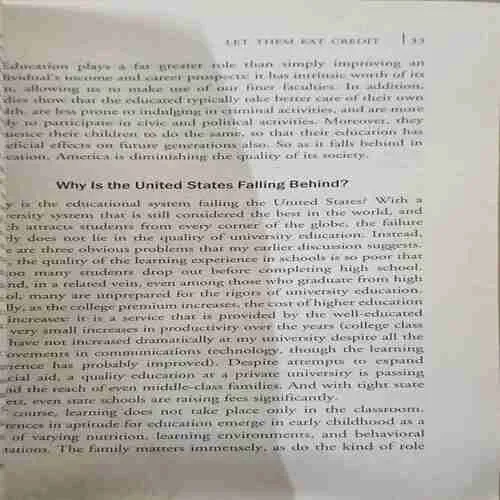 LET THEM EAT CREDIT | 33
Education plays a far greater role than simply improving an
dividual's income and career prospects: it has intrinsic worth of its
n, allowing us to make use of our finer faculties. In addition,
dies show that the educated typically take better care of their own
lth, are less prone to indulging in criminal activities, and are more
ly to participate in civic and political activities. Moreover, they
uence their children to do the same, so that their education has
eficial effects on future generations also. So as it falls behind in
cation, America is diminishing the quality of its society.
Why Is the United States Falling Behind?
y is the educational system failing the United States? With a
versity system that is still considered the best in the world, and
ch attracts students from every corner of the globe, the failure
rly does not lie in the quality of university education. Instead,
e are three obvious problems that my earlier discussion suggests.
, the quality of the learning experience in schools is so poor that
oo many students drop out before completing high school.
nd, in a related vein, even among those who graduate from high
ol, many are unprepared for the rigors of university education.
lly, as the college premium increases, the cost of higher education
increases: it is a service that is provided by the well-educated
very small increases in productivity over the years (college class
have not increased dramatically at my university despite all the
ovements in communications technology, though the learning
erience has probably improved). Despite attempts to expand
cial aid, a quality education at a private university is passing
nd the reach of even middle-class families. And with tight state
ets, even state schools are raising fees significantly.
course, learning does not take place only in the classroom.
rences in aptitude for education emerge in early childhood as a
of varying nutrition, learning environments, and behavioral
tations. The family matters immensely, as do the kind of role